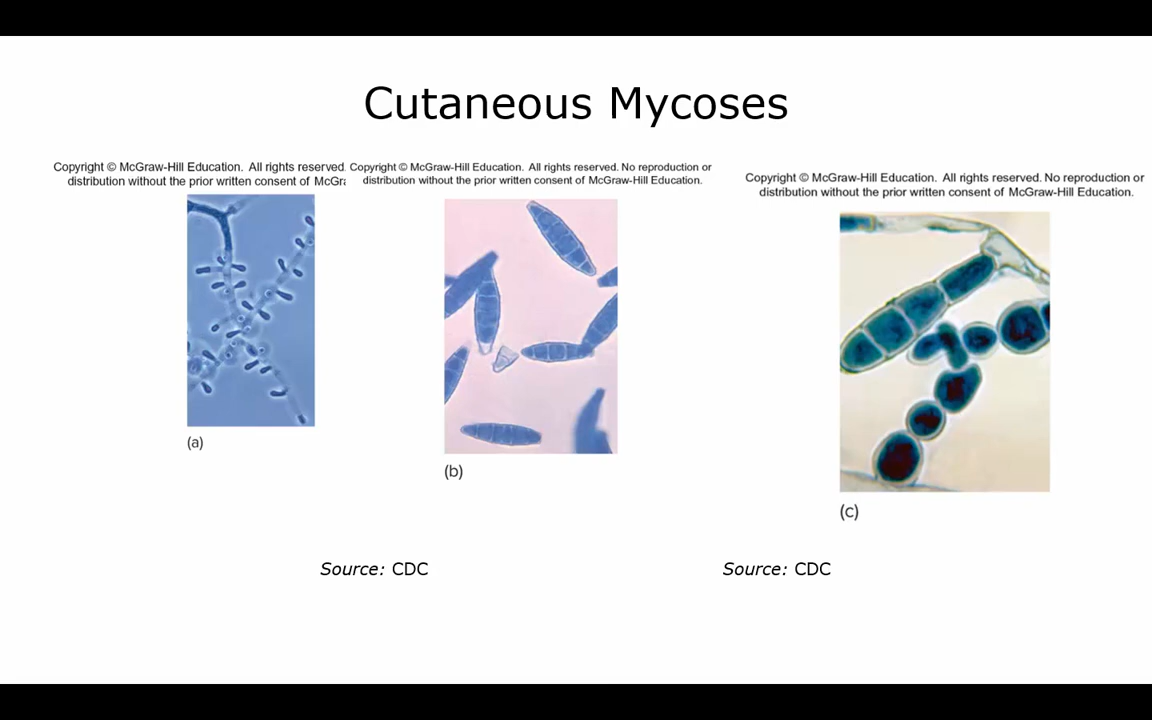 Cutaneous Mycoses
Copyright © McGraw-Hill Education. All rights reserved.
distribution without the prior written consent of McGra
Copyright © McGraw-Hill Education. All rights reserved. No reproduction or
distribution without the prior written consent of McGraw-Hill Education.
Copyright © McGraw-Hill Education. All rights reserved. No reproduction or
distribution without the prior written consent of McGraw-Hill Education.
(a)
(b)
(c)
Source: CDC
Source: CDC